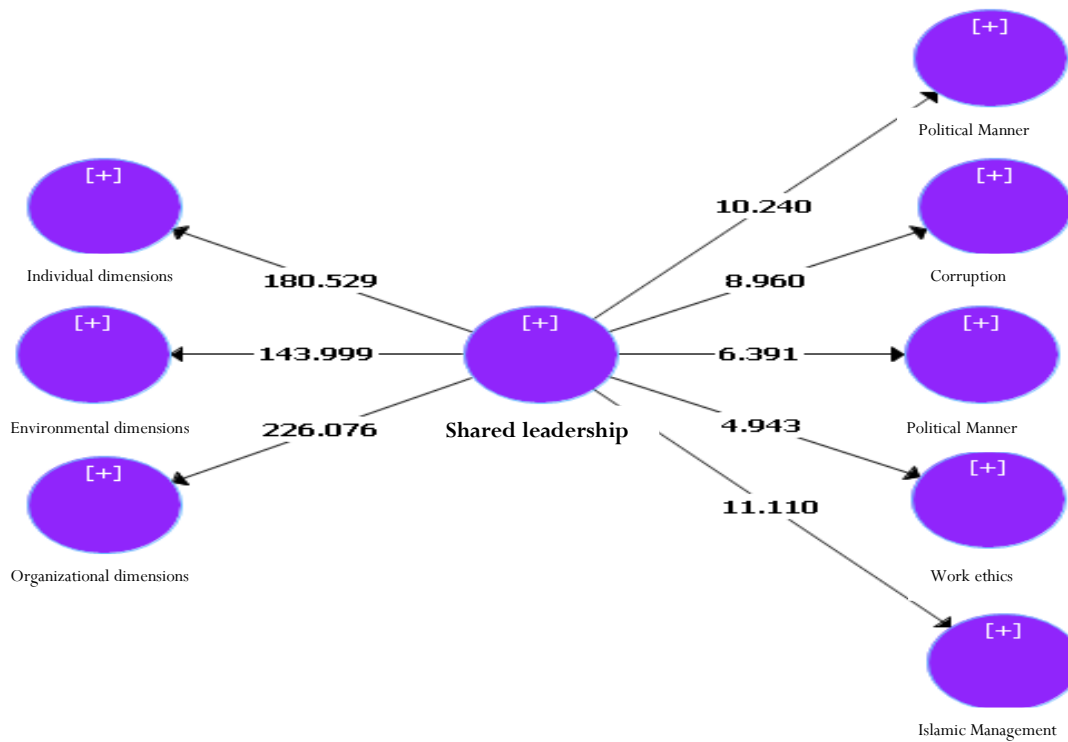 [+]
Political Manner
10.240
[+]
Individual dimensions
180.529
[+]
Corruption
8.960
[+]
Environmental dimensions
143.999
[+]
Shared leadership
6.391
[+]
Political Manner
[+]
Organizational dimensions
226.076
4.943
[+]
Work ethics
11.110
[+]
Islamic Management